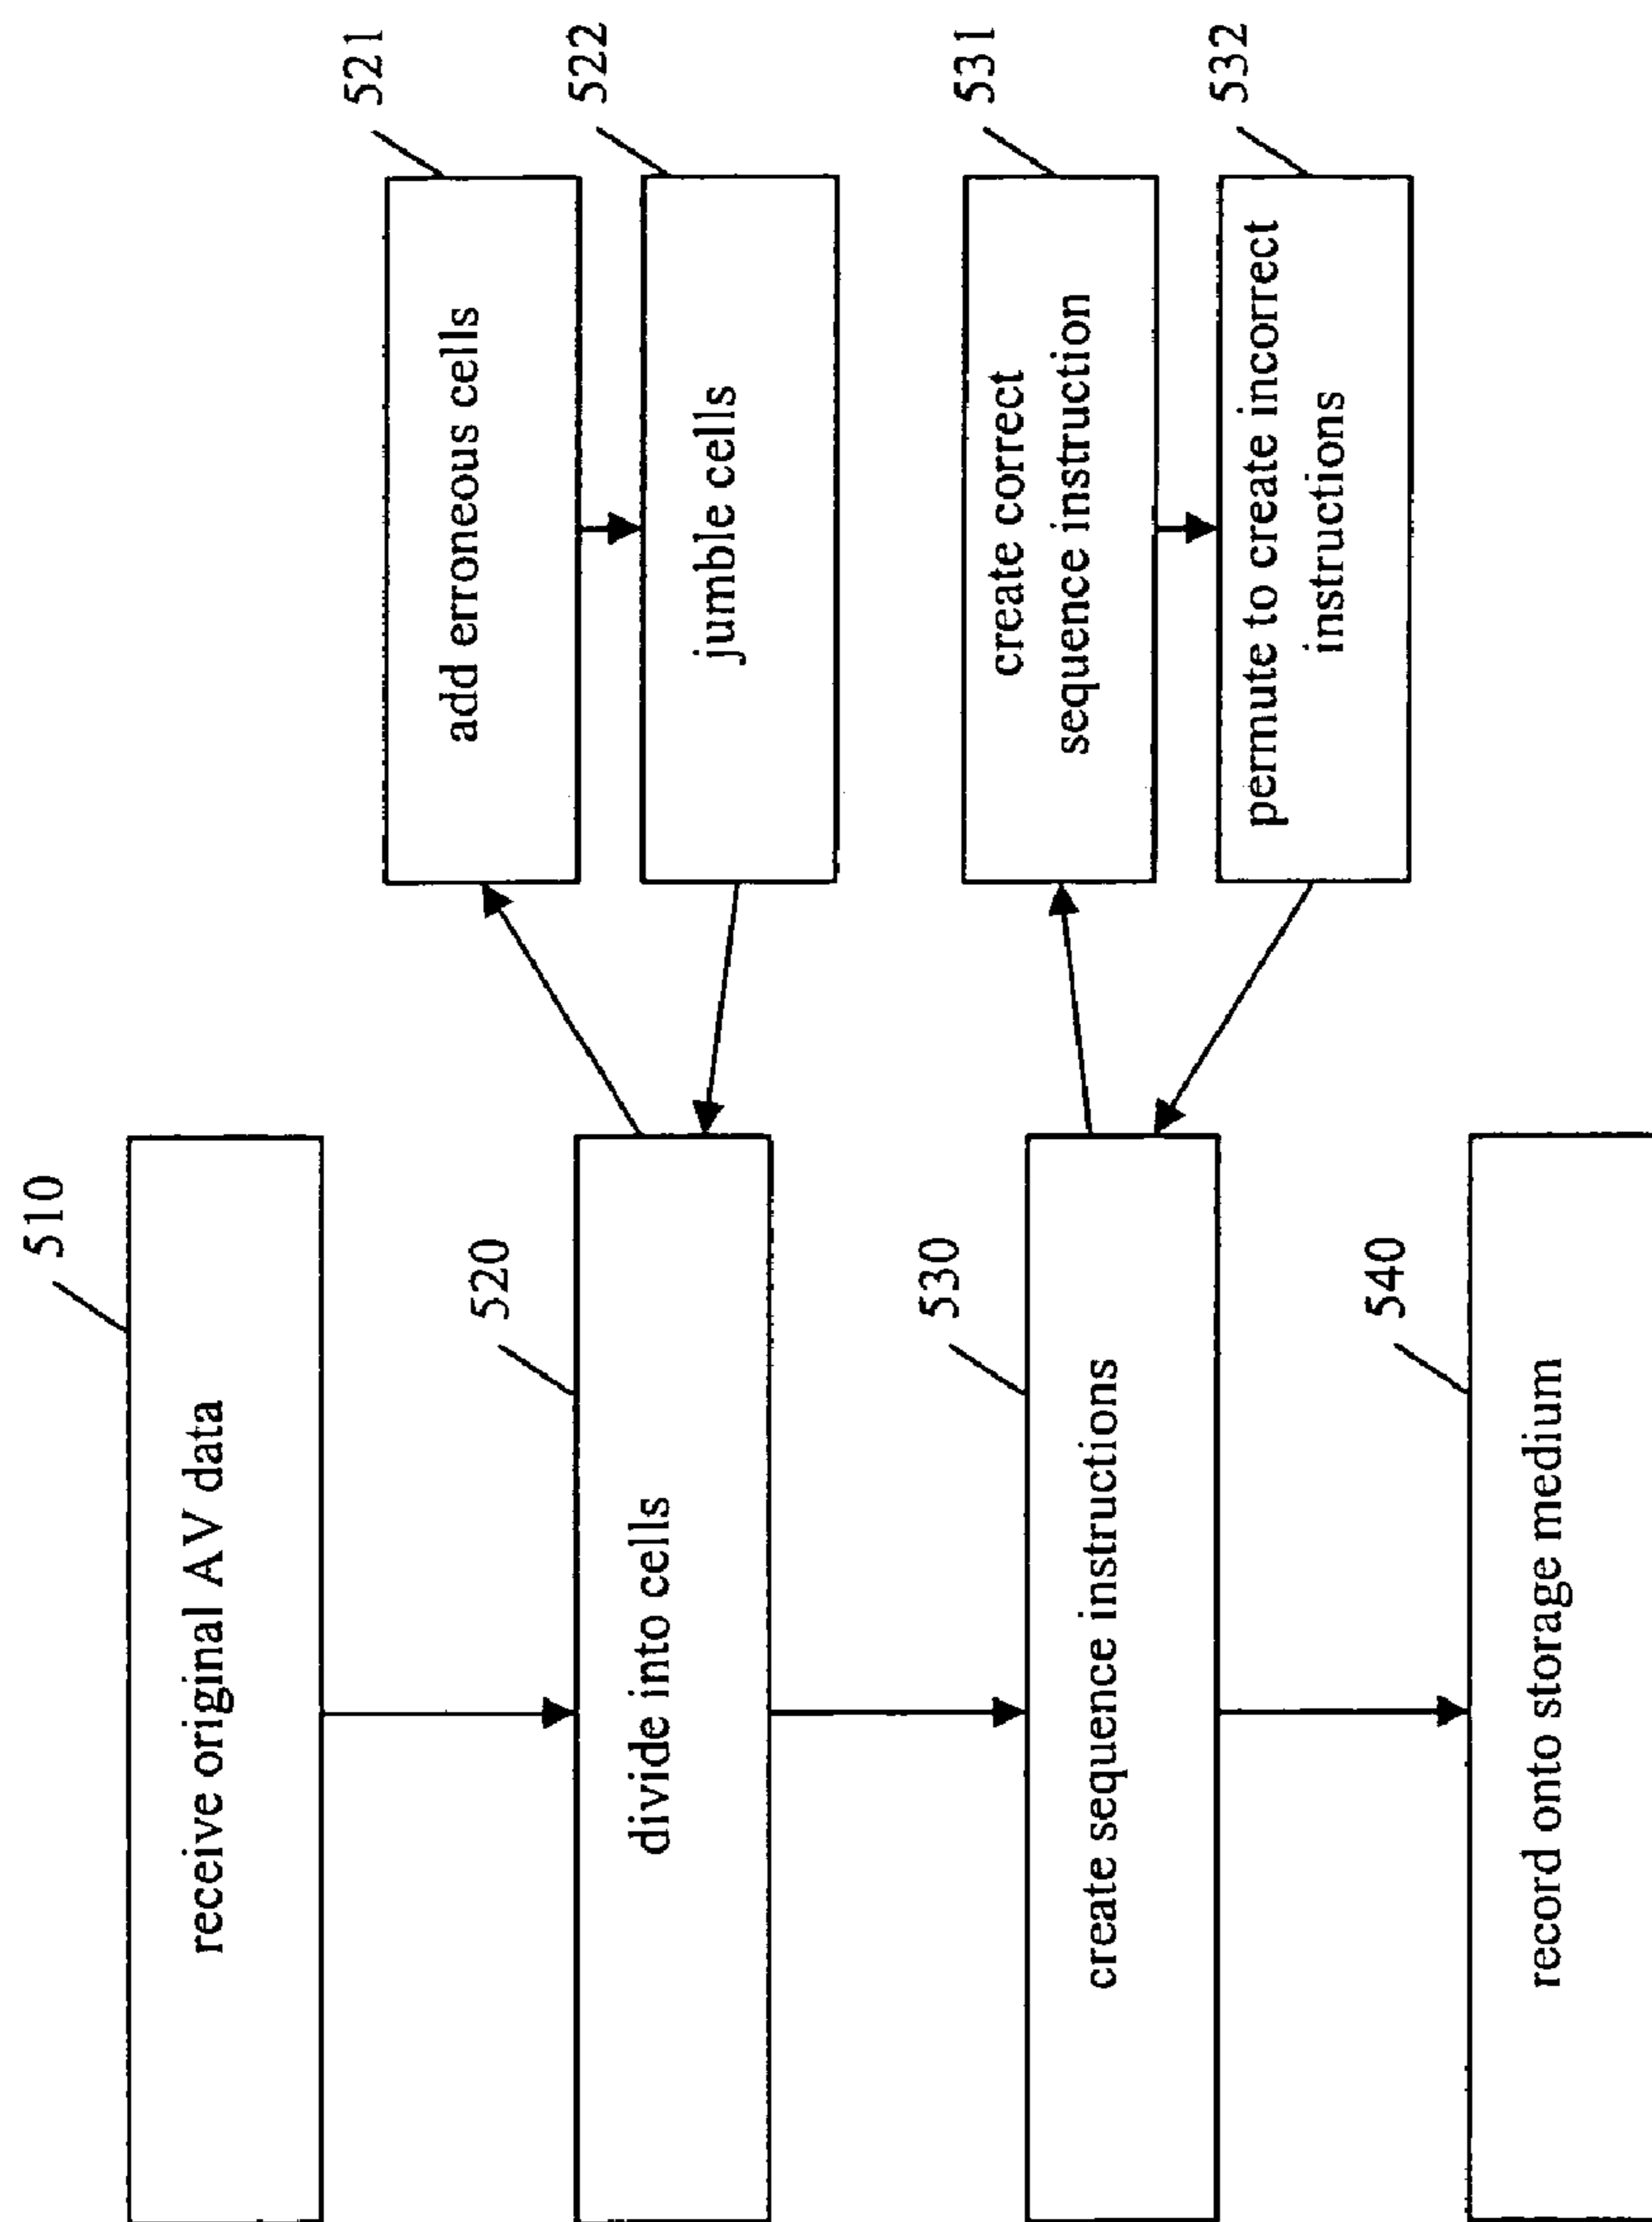 510
receive original AV data
520
divide into cells
521
add erroneous cells
522
jumble cells
530
create sequence instructions
531
create correct
sequence instruction
532
permute to create incorrect
instructions
540
record onto storage medium